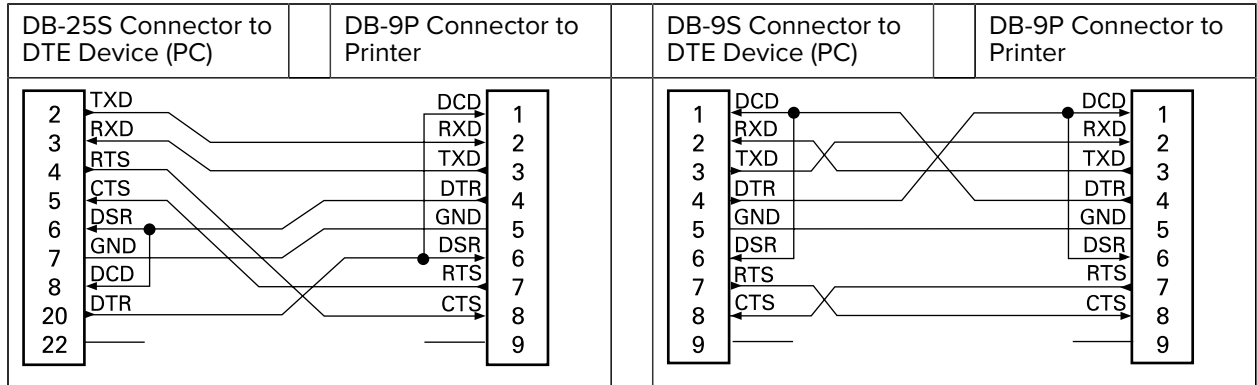 DB-25S Connector to
DTE Device (PC)
DB-9P Connector to
Printer
DB-9S Connector to
DTE Device (PC)
DB-9P Connector to
Printer
2
3
4
5
6
7
8
20
22
TXD
RXD
RTS
CTS
DSR
GND
DCD
DTR
DCD
RXD
TXD
DTR
GND
DSR
RTS
CTS
1
2
3
4
5
6
7
8
9
1
2
3
4
5
6
7
8
9
DCD
RXD
TXD
DTR
GND
DSR
RTS
CTS
DCD
RXD
TXD
DTR
GND
DSR
RTS
CTS
1
2
3
4
5
6
7
8
9